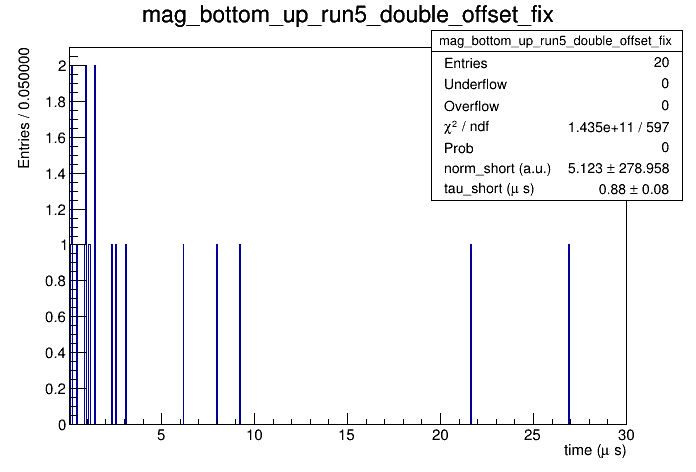 mag_bottom_up_run5_double_offset_fix
mag_bottom_up_run5_double_offset_fix
Entries 20
Underflow 0
Overflow 0
χ² / ndf 1.435e+11 / 597
Prob 0
norm_short (a.u.) 5.123 ± 278.958
tau_short (μ s) 0.88 ± 0.08
Entries / 0.050000
2
1.8
1.6
1.4
1.2
1
0.8
0.6
0.4
0.2
0
5 10 15 20 25 30
time (μ s)